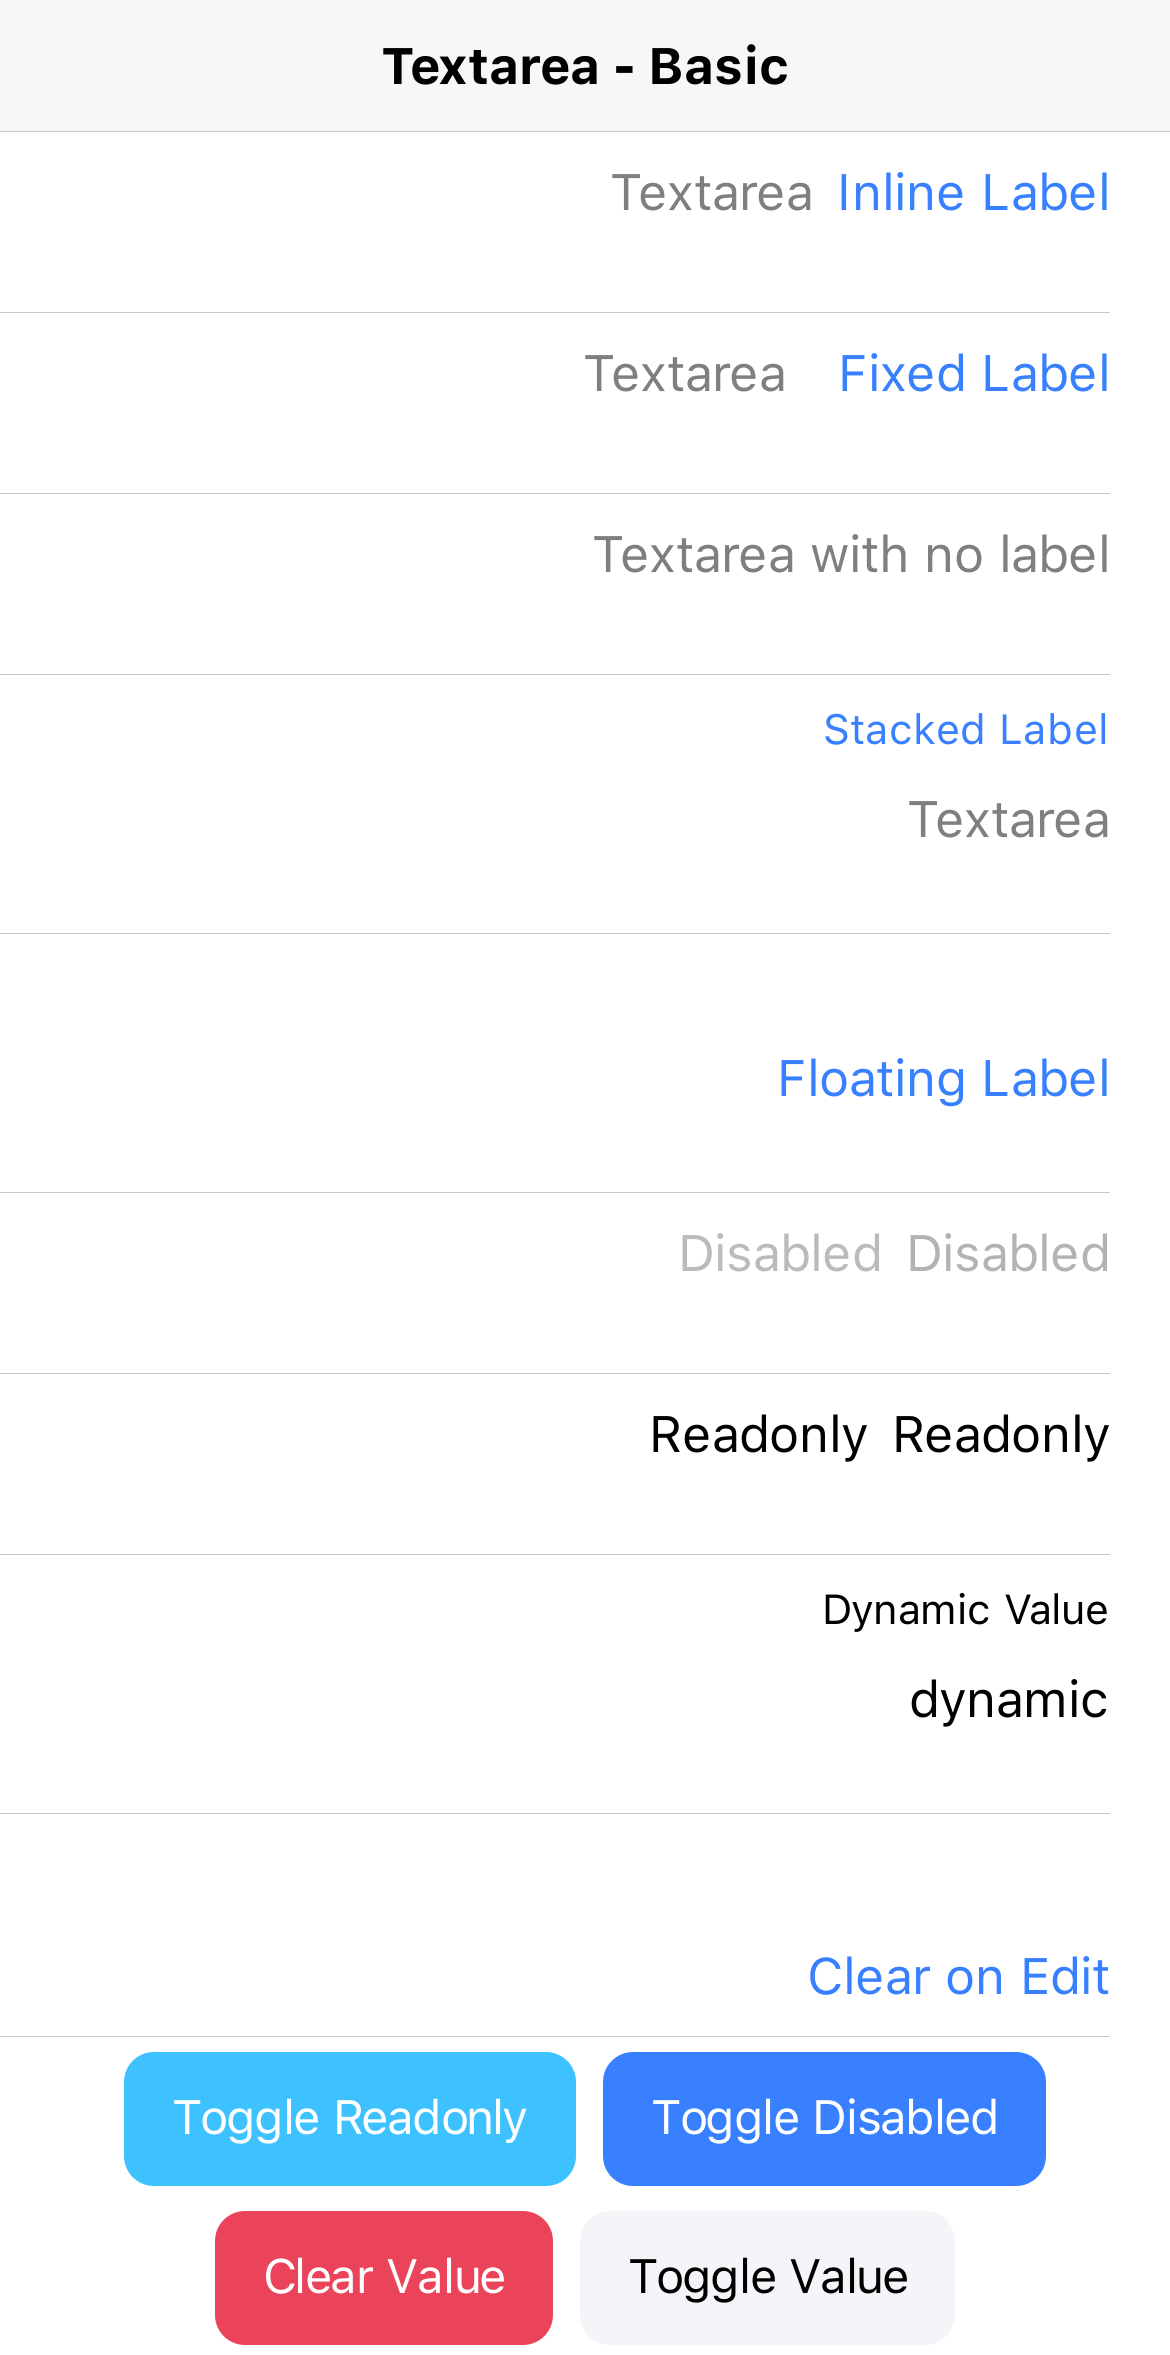 Textarea - Basic
Textarea Inline Label
Textarea Fixed Label
Textarea with no label
Stacked Label
Textarea
Floating Label
Disabled Disabled
Readonly Readonly
Dynamic Value
dynamic
Clear on Edit
Toggle Readonly Toggle Disabled
Clear Value Toggle Value